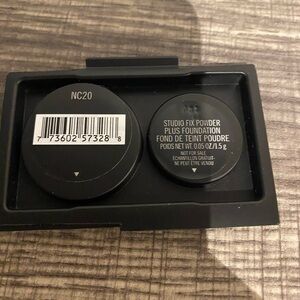 NC20
7 73602 57328 8
STUDIO FIX POWDER
PLUS FOUNDATION
FOND DE TEINT POUDRE
POIDS NET WT. 0.05 OZ/1.5 g
NOT FOR SALE
ÉCHANTILLON GRATUIT-
NE PEUT ÊTRE VENDU